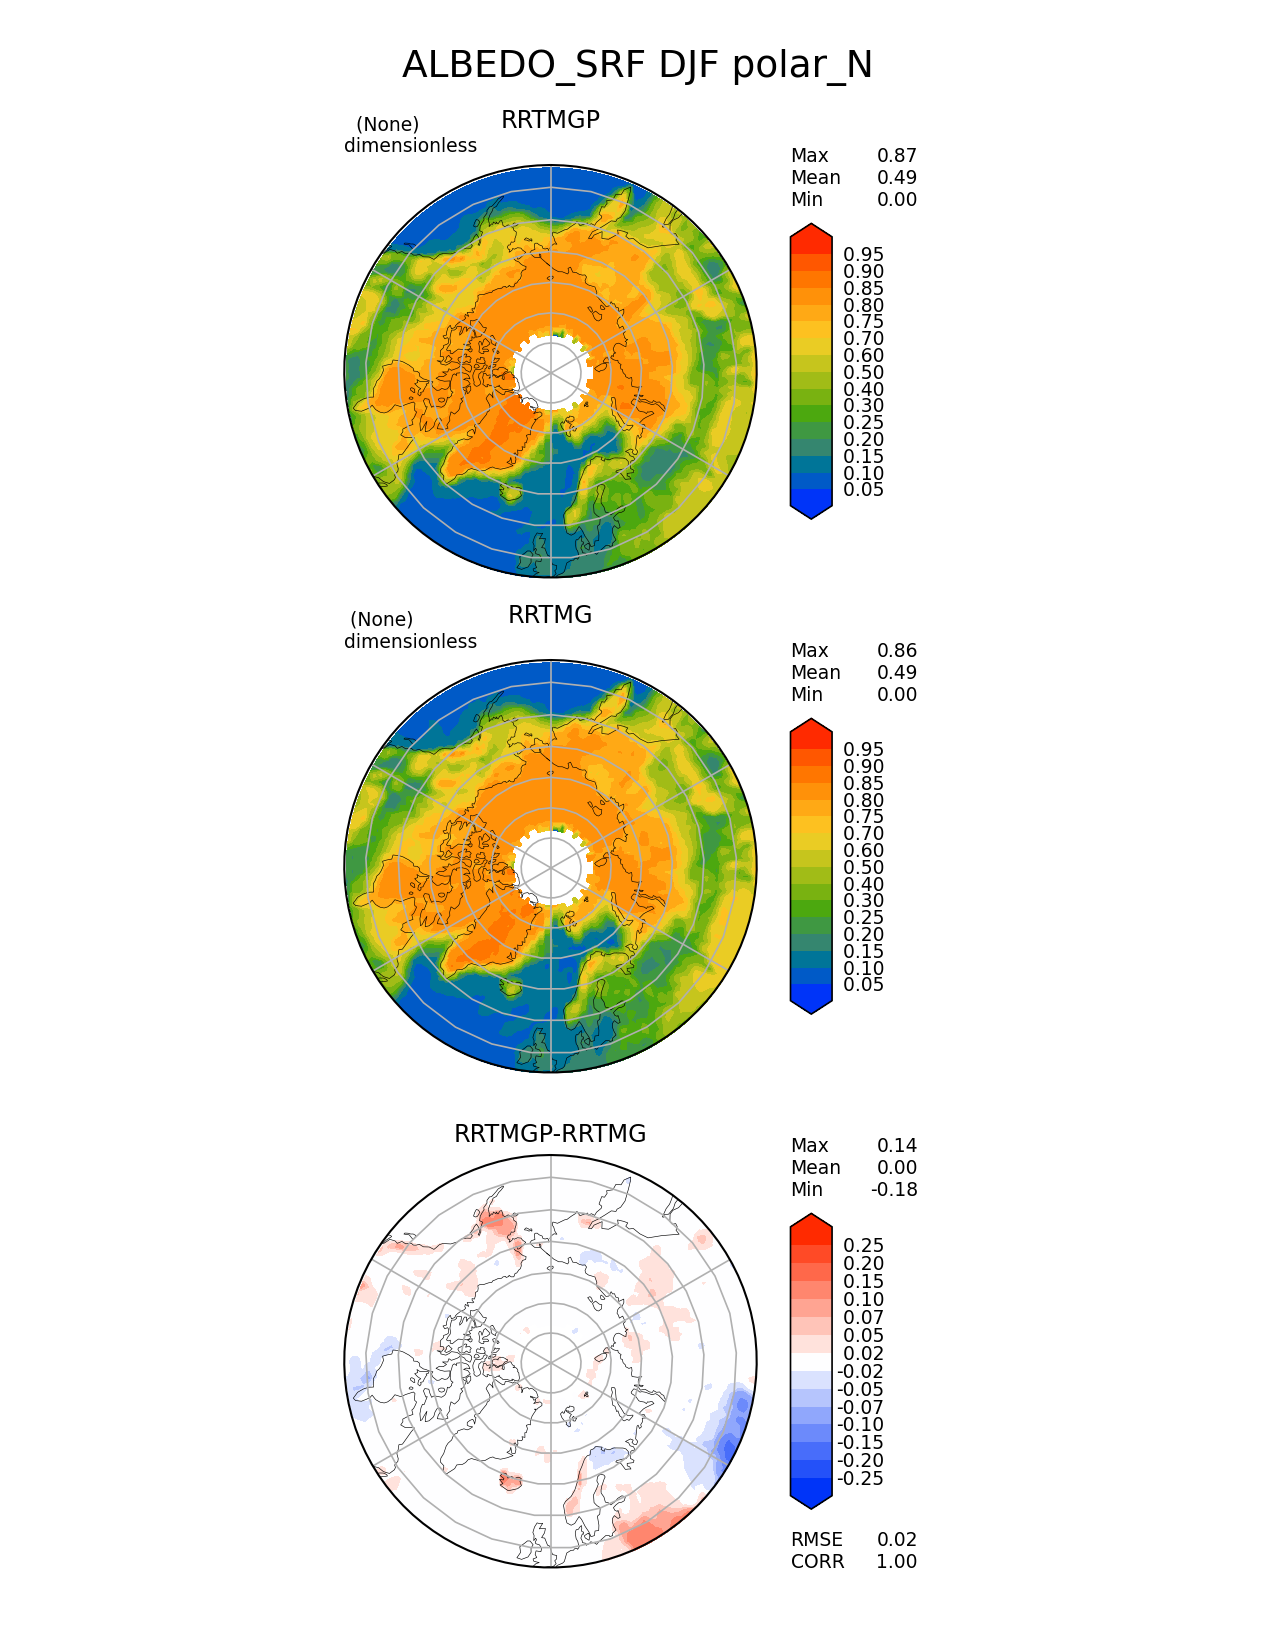 ALBEDO_SRF DJF polar_N
(None)
dimensionless
RRTMGP
Max 0.87
Mean 0.49
Min 0.00
0.95
0.90
0.85
0.80
0.75
0.70
0.60
0.50
0.40
0.30
0.25
0.20
0.15
0.10
0.05
(None)
dimensionless
RRTMG
Max 0.86
Mean 0.49
Min 0.00
0.95
0.90
0.85
0.80
0.75
0.70
0.60
0.50
0.40
0.30
0.25
0.20
0.15
0.10
0.05
RRTMGP-RRTMG
Max 0.14
Mean 0.00
Min -0.18
0.25
0.20
0.15
0.10
0.07
0.05
0.02
-0.02
-0.05
-0.07
-0.10
-0.15
-0.20
-0.25
RMSE 0.02
CORR 1.00